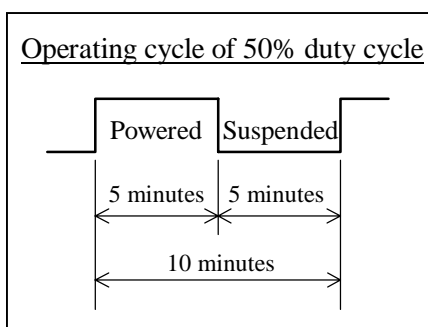 Operating cycle of 50% duty cycle
Powered Suspended
5 minutes 5 minutes
10 minutes